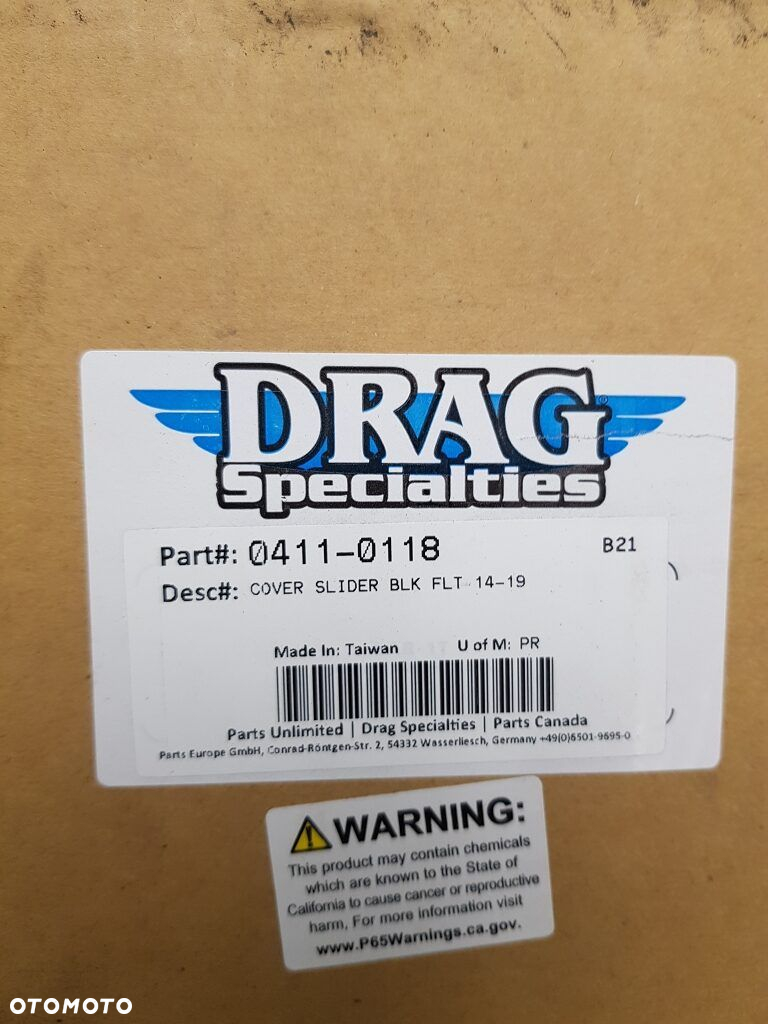 DRAG®
Specialties
Part#: 0411-0118 B21
Desc#: COVER SLIDER BLK FLT 14-19
Made In: Taiwan U of M: PR
Parts Unlimited | Drag Specialties | Parts Canada
Parts Europe GmbH, Conrad-Röntgen-Str. 2, 54332 Wasserliesch, Germany +49(0)6501-9695-0
WARNING:
This product may contain chemicals
which are known to the State of
California to cause cancer or reproductive
harm, For more information visit
www.P65Warnings.ca.gov.
OTOMOTO